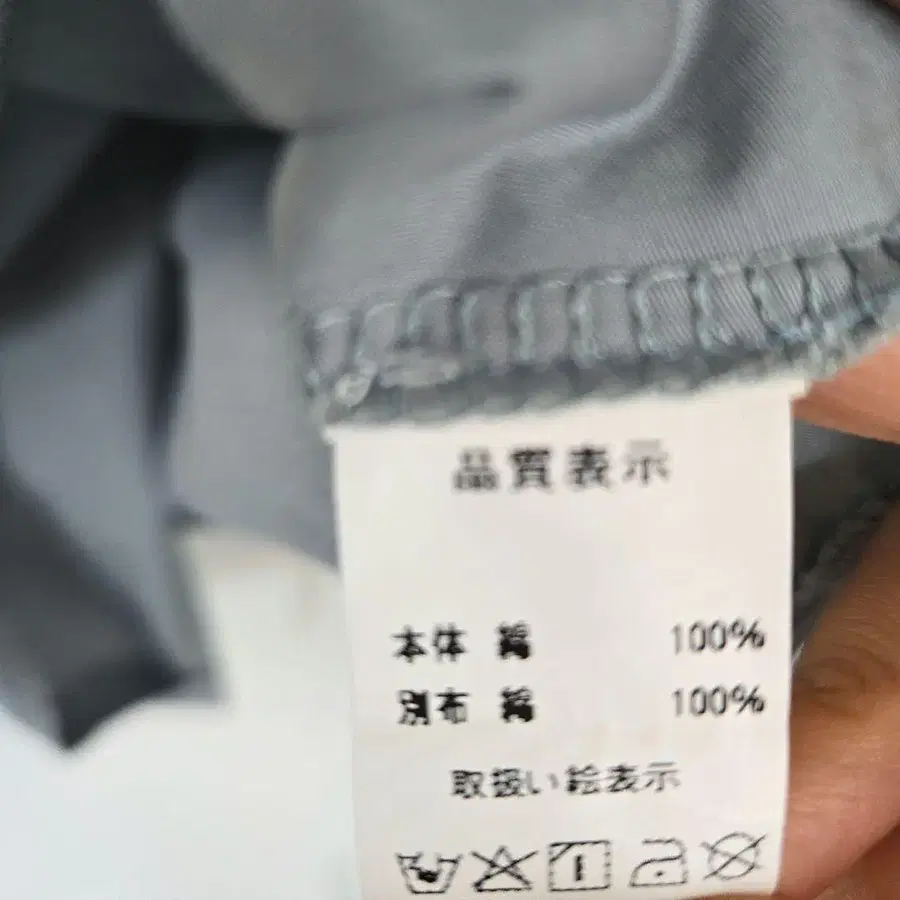 品質表示
本体 綿 100%
別布 綿 100%
取扱い絵表示